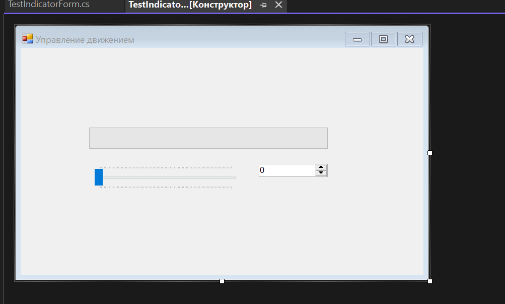 TestIndicatorForm.cs
TestIndicato...[Конструктор]
Управление движением
0